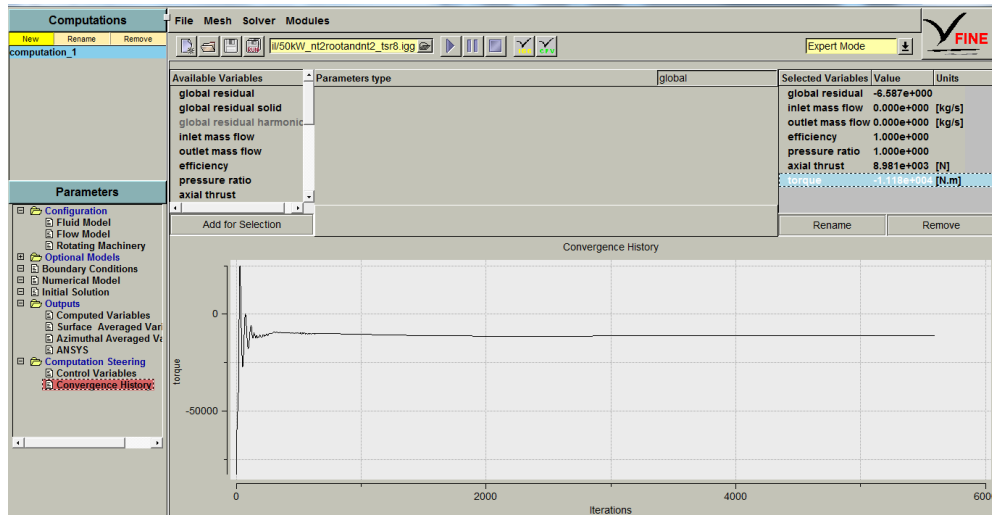 Computations
File Mesh Solver Modules
New Rename Remove
computation_1
il/50kW_nt2rootandnt2_tsr8.igg
Expert Mode
FINE
Available Variables
global residual
global residual solid
global residual harmonic
inlet mass flow
outlet mass flow
efficiency
pressure ratio
axial thrust
Add for Selection
Parameters type
global
Selected Variables Value Units
global residual -6.587e+000
inlet mass flow 0.000e+000 [kg/s]
outlet mass flow 0.000e+000 [kg/s]
efficiency 1.000e+000
pressure ratio 1.000e+000
axial thrust 8.981e+003 [N]
torque -1.118e+004 [N.m]
Rename Remove
Parameters
Configuration
Fluid Model
Flow Model
Rotating Machinery
Optional Models
Boundary Conditions
Numerical Model
Initial Solution
Outputs
Computed Variables
Surface Averaged Vari
Azimuthal Averaged Va
ANSYS
Computation Steering
Control Variables
Convergence History
Convergence History
torque
0
-50000
0 2000 4000 6000
Iterations